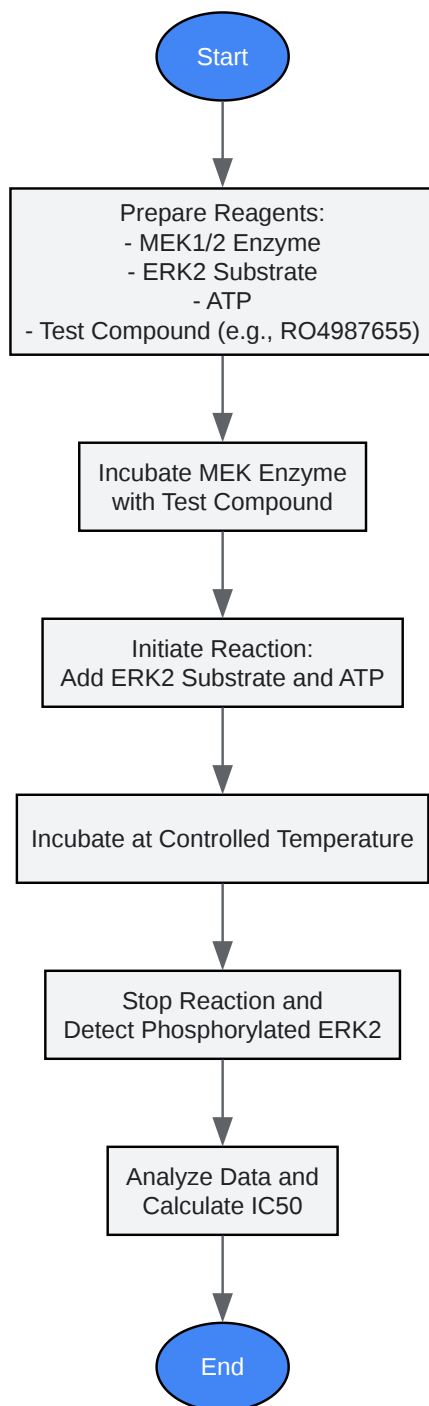 Start
Prepare Reagents:
- MEK1/2 Enzyme
- ERK2 Substrate
- ATP
- Test Compound (e.g., RO4987655)
Incubate MEK Enzyme
with Test Compound
Initiate Reaction:
Add ERK2 Substrate and ATP
Incubate at Controlled Temperature
Stop Reaction and
Detect Phosphorylated ERK2
Analyze Data and
Calculate IC50
End